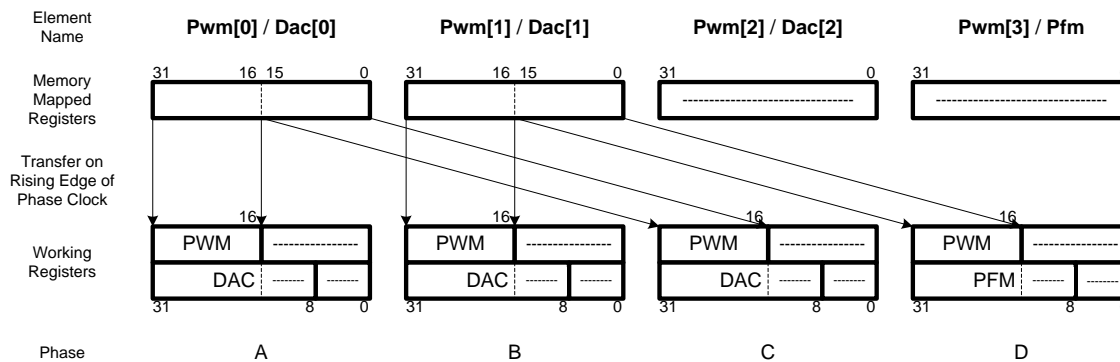 Element
Name
Pwm[0] / Dac[0] Pwm[1] / Dac[1] Pwm[2] / Dac[2] Pwm[3] / Pfm
31 16 15 0 31 16 15 0 31 0 31
Memory
Mapped
Registers
Transfer on
Rising Edge of
Phase Clock
16 16 16 16
Working
Registers
PWM PWM PWM PWM
DAC DAC DAC PFM
31 8 0 31 8 0 31 8 0 31 8
Phase A B C D